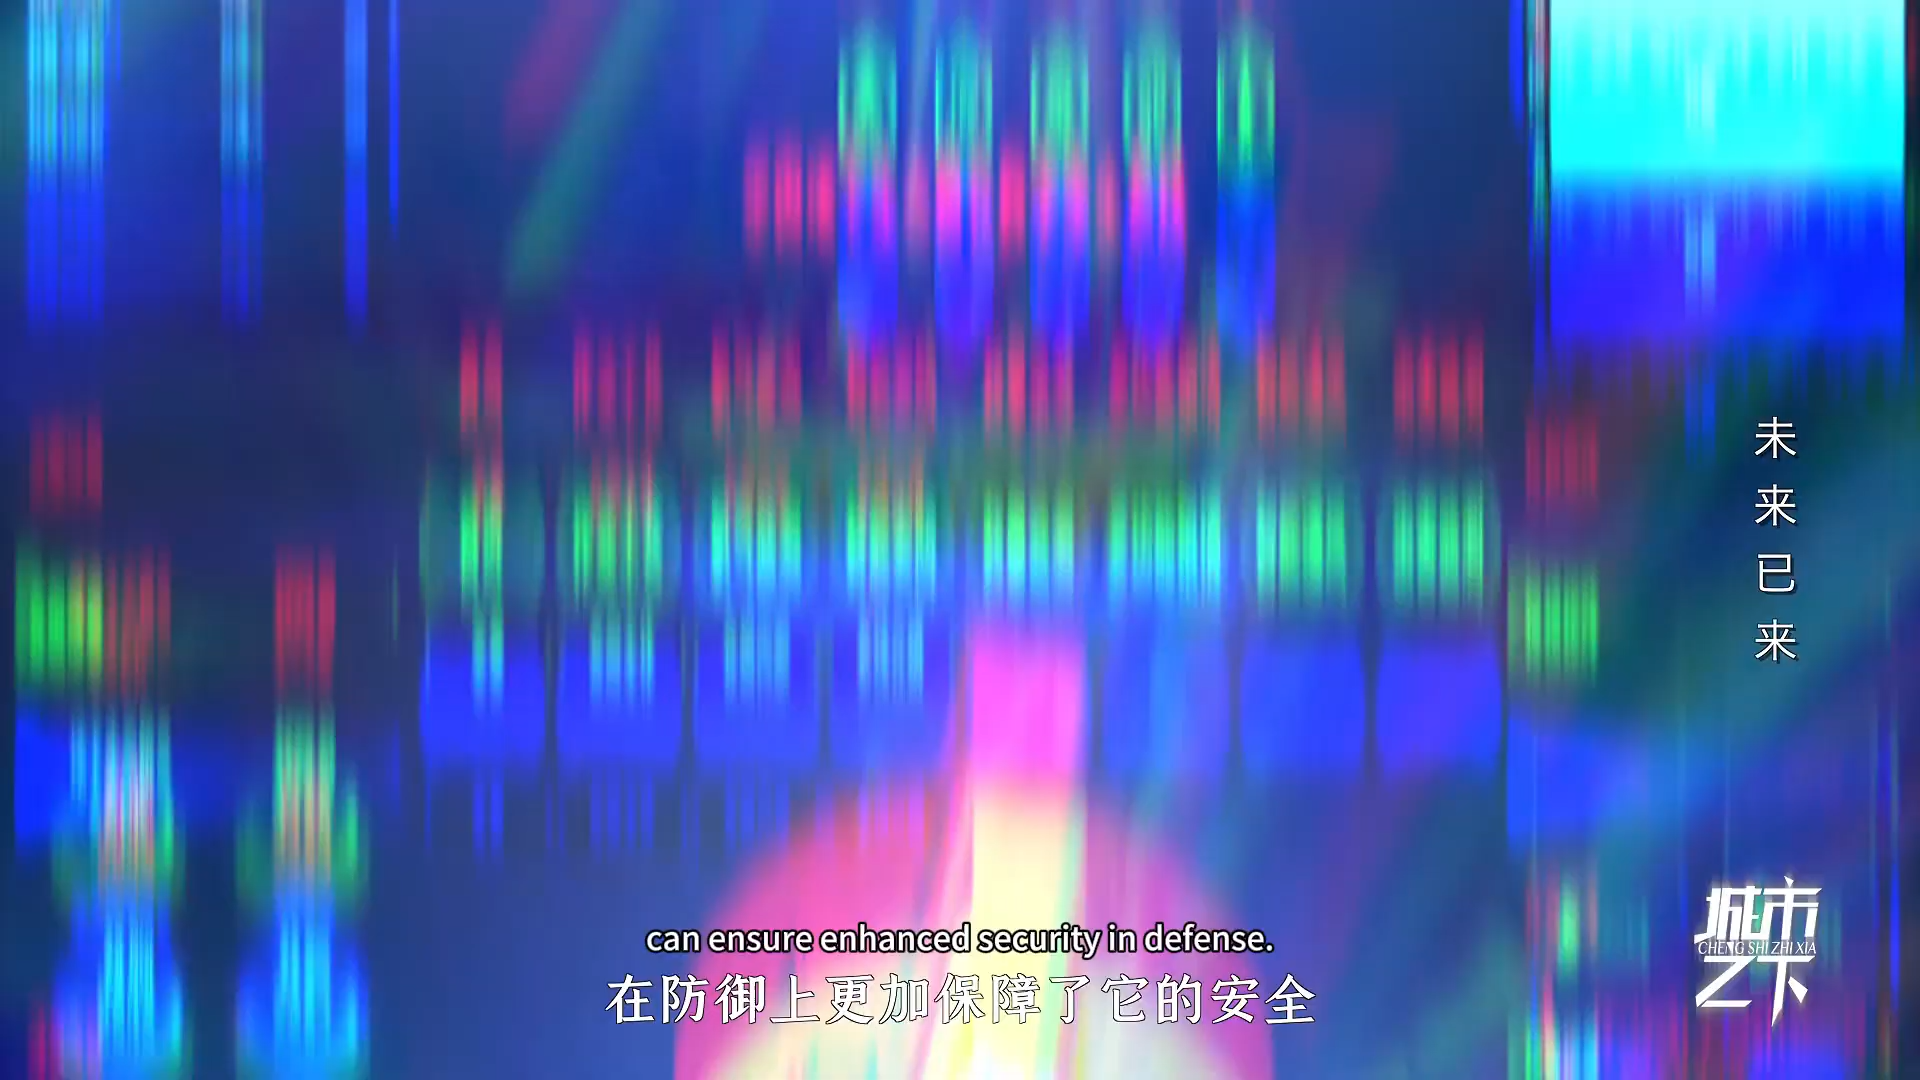 未来已来
can ensure enhanced security in defense.
在防御上更加保障了它的安全
城市
CHENG SHI ZHI XIA
之下